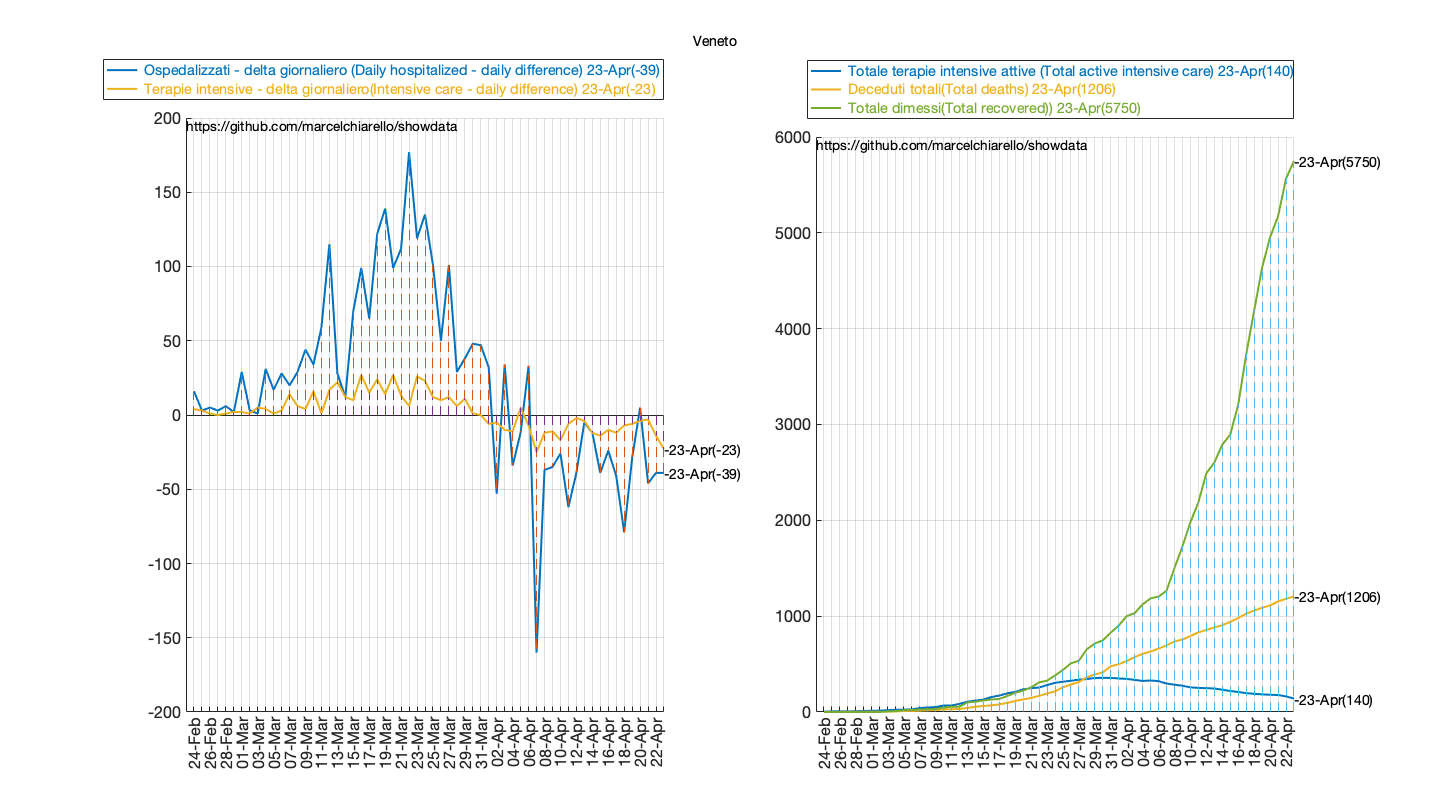 Veneto
Ospedalizzati - delta giornaliero (Daily hospitalized - daily difference) 23-Apr(-39)
Terapie intensive - delta giornaliero(Intensive care - daily difference) 23-Apr(-23)
https://github.com/marcelchiarello/showdata
200
150
100
50
0
-50
-100
-150
-200
-23-Apr(-23)
-23-Apr(-39)
24-Feb
26-Feb
28-Feb
01-Mar
03-Mar
05-Mar
07-Mar
09-Mar
11-Mar
13-Mar
15-Mar
17-Mar
19-Mar
21-Mar
23-Mar
25-Mar
27-Mar
29-Mar
31-Mar
02-Apr
04-Apr
06-Apr
08-Apr
10-Apr
12-Apr
14-Apr
16-Apr
18-Apr
20-Apr
22-Apr
Totale terapie intensive attive (Total active intensive care) 23-Apr(140)
Deceduti totali(Total deaths) 23-Apr(1206)
Totale dimessi(Total recovered)) 23-Apr(5750)
https://github.com/marcelchiarello/showdata
6000
5000
4000
3000
2000
1000
0
-23-Apr(5750)
-23-Apr(1206)
-23-Apr(140)
24-Feb
26-Feb
28-Feb
01-Mar
03-Mar
05-Mar
07-Mar
09-Mar
11-Mar
13-Mar
15-Mar
17-Mar
19-Mar
21-Mar
23-Mar
25-Mar
27-Mar
29-Mar
31-Mar
02-Apr
04-Apr
06-Apr
08-Apr
10-Apr
12-Apr
14-Apr
16-Apr
18-Apr
20-Apr
22-Apr